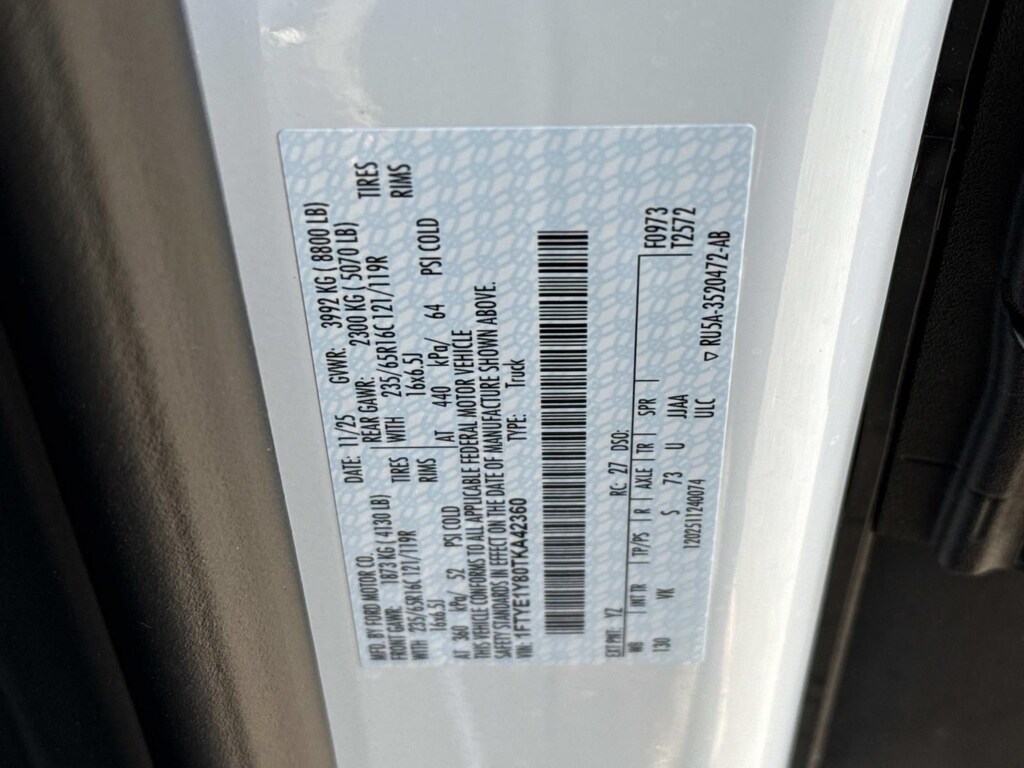 MFD. BY FORD MOTOR CO. DATE: 11/25 GVWR: 3992 KG ( 8800 LB)
FRONT GAWR: 1873 KG ( 4130 LB) REAR GAWR: 2300 KG ( 5070 LB)
WITH 235/65R16C 121/119R TIRES WITH 235/65R16C 121/119R TIRES
16x6.5J RIMS 16x6.5J RIMS
AT 360 kPa/ 52 PSI COLD AT 440 kPa/ 64 PSI COLD
THIS VEHICLE CONFORMS TO ALL APPLICABLE FEDERAL MOTOR VEHICLE
SAFETY STANDARDS IN EFFECT ON THE DATE OF MANUFACTURE SHOWN ABOVE.
VIN: 1FTYE1Y80TKA42360 TYPE: Truck
EXT PNT: YZ RC: 27 DSO: F0973
WB INT TR TP/PS R AXLE TR SPR T2572
130 VK S 73 U JJAA
120251240074 ULC
▽ RU5A-3520472-AB